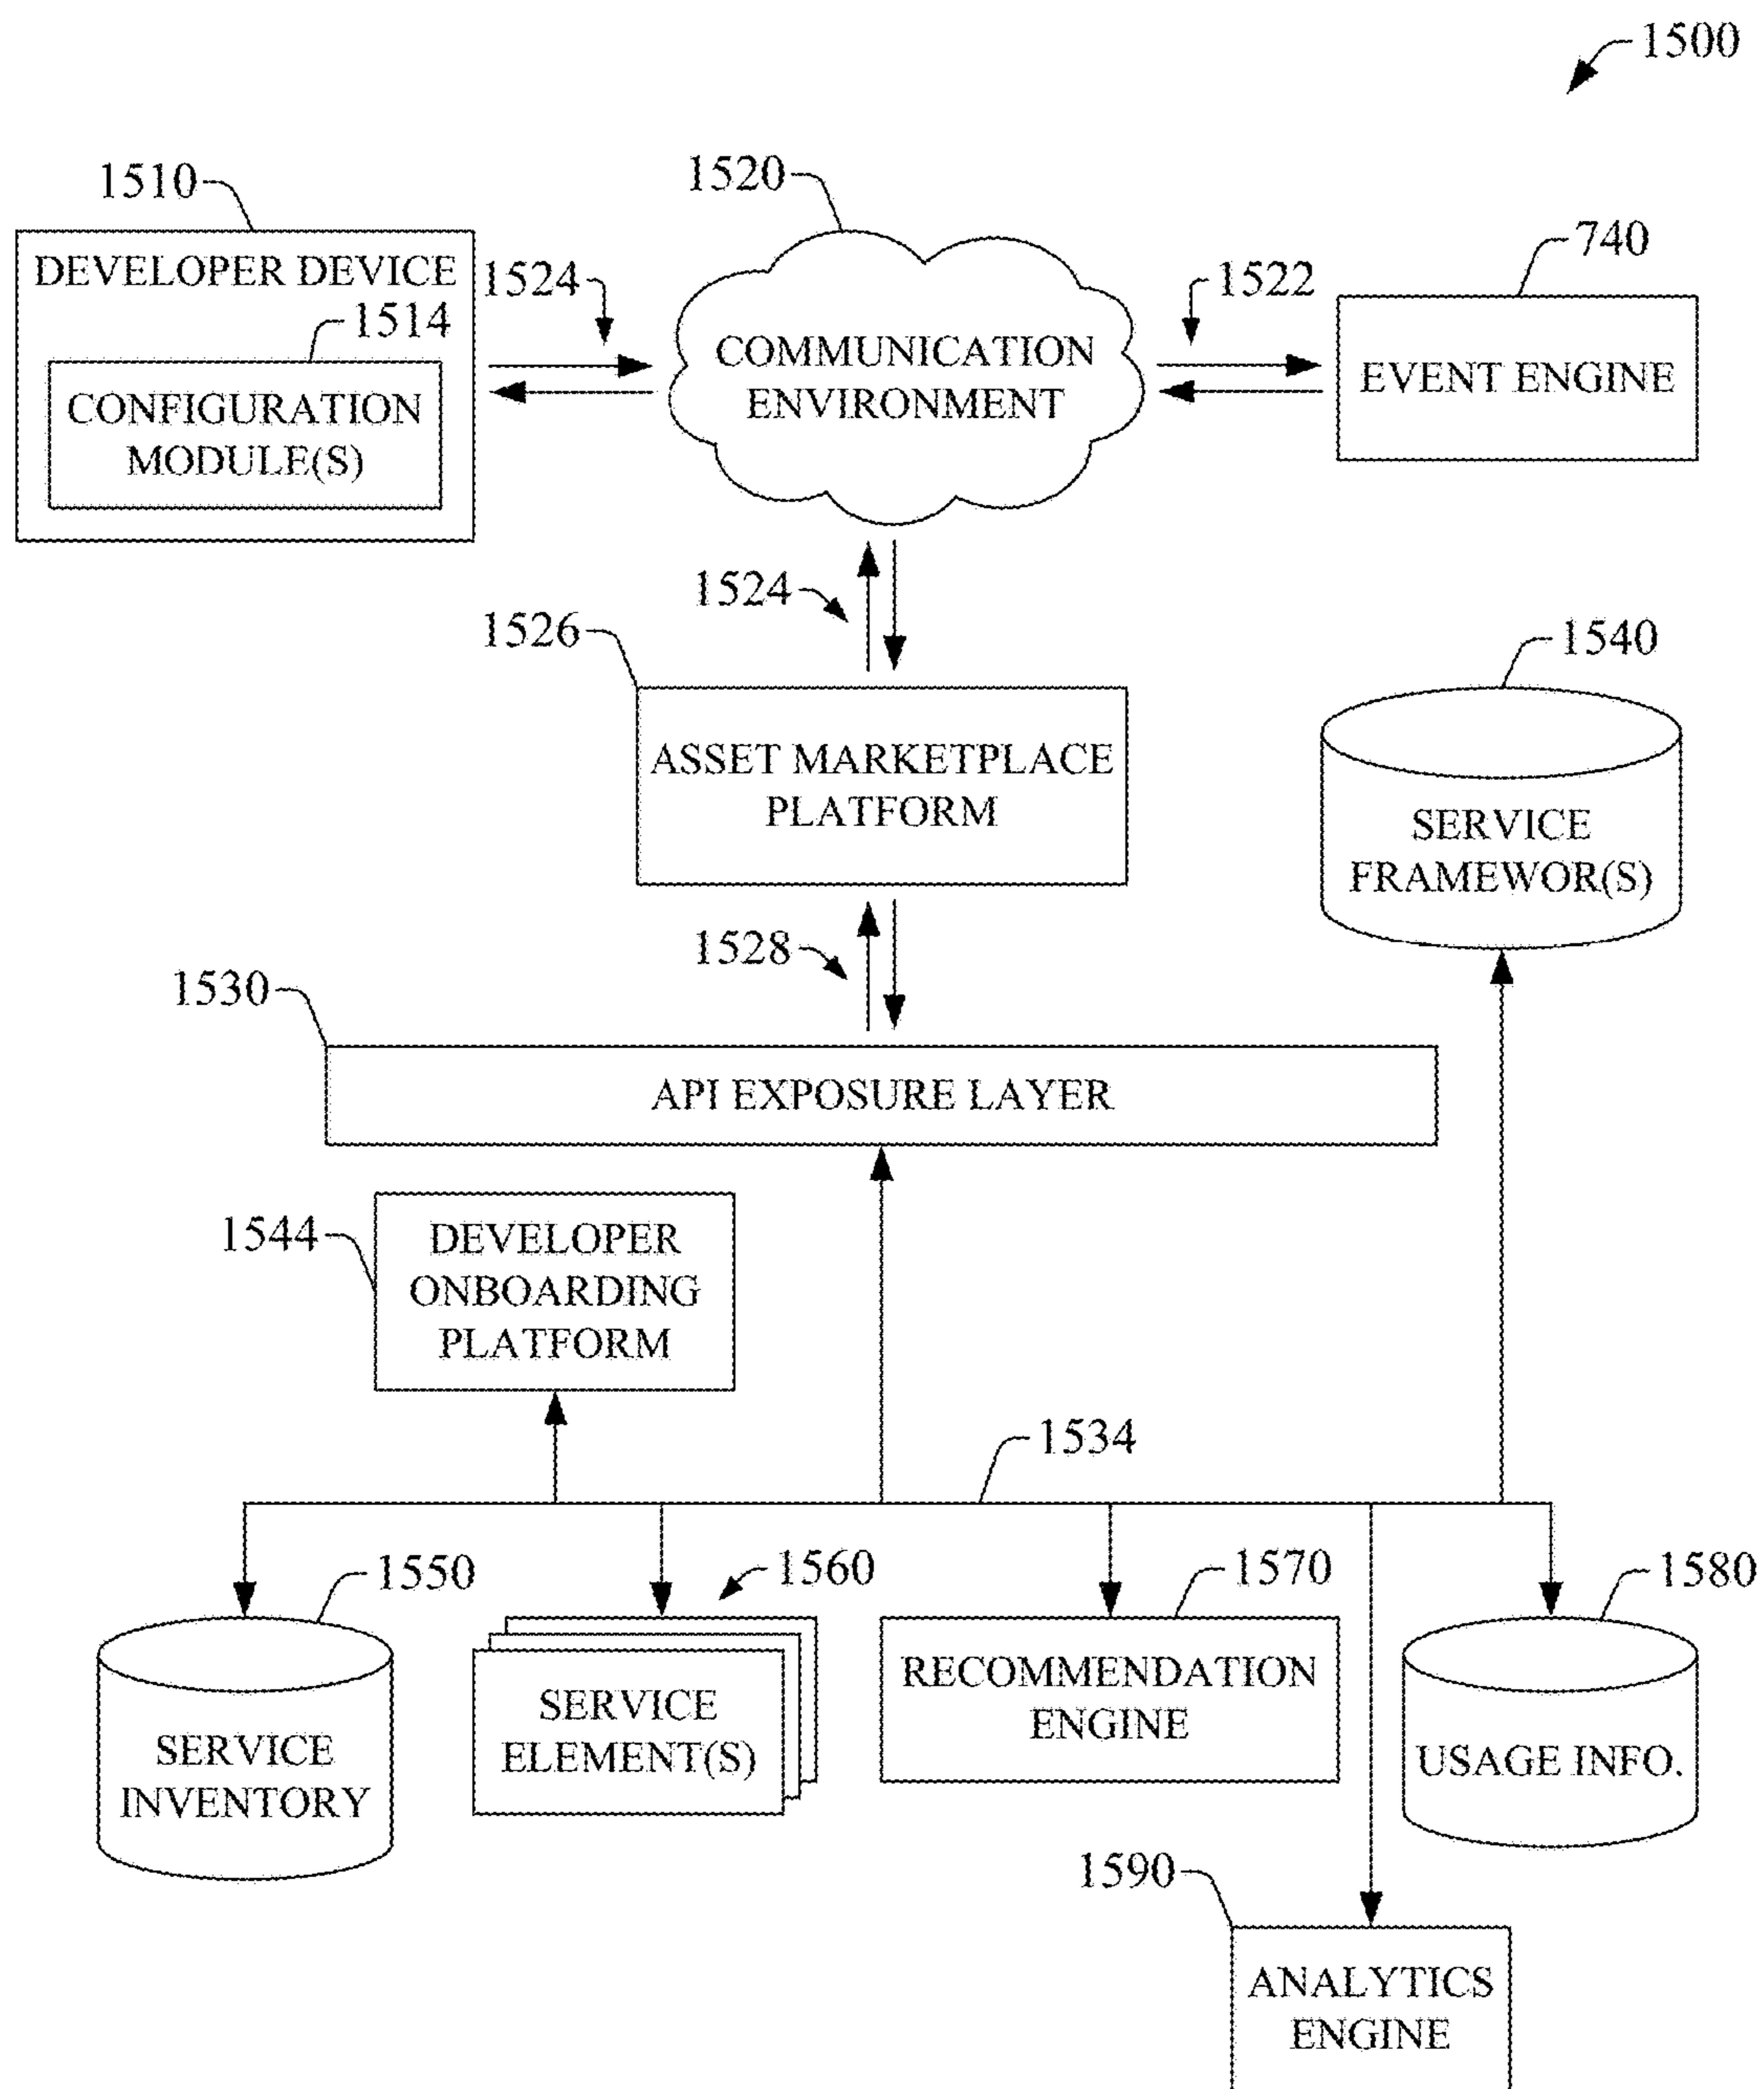 1500
1510
1520
740
DEVELOPER DEVICE
1524
1522
1514
CONFIGURATION
MODULE(S)
COMMUNICATION
ENVIRONMENT
EVENT ENGINE
1524
1526
1540
ASSET MARKETPLACE
PLATFORM
SERVICE
FRAMEWOR(S)
1528
1530
API EXPOSURE LAYER
1544
DEVELOPER
ONBOARDING
PLATFORM
1534
1550
1560
1570
1580
SERVICE
INVENTORY
SERVICE
ELEMENT(S)
RECOMMENDATION
ENGINE
USAGE INFO.
1590
ANALYTICS
ENGINE